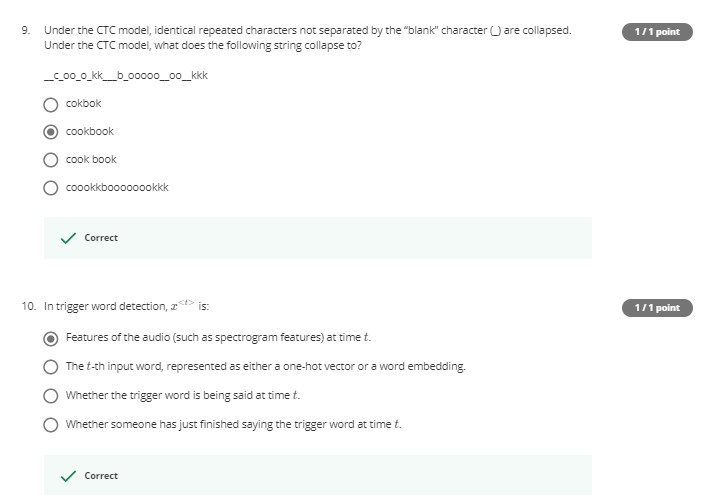 9. Under the CTC model, identical repeated characters not separated by the "blank" character (_) are collapsed. 1 / 1 point
Under the CTC model, what does the following string collapse to?
__c_oo_o_kk___b_ooooo__oo__kkk
cokbok
cookbook
cook book
coookkboooooookkk
Correct
10. In trigger word detection, x<t> is: 1 / 1 point
Features of the audio (such as spectrogram features) at time t.
The t-th input word, represented as either a one-hot vector or a word embedding.
Whether the trigger word is being said at time t.
Whether someone has just finished saying the trigger word at time t.
Correct